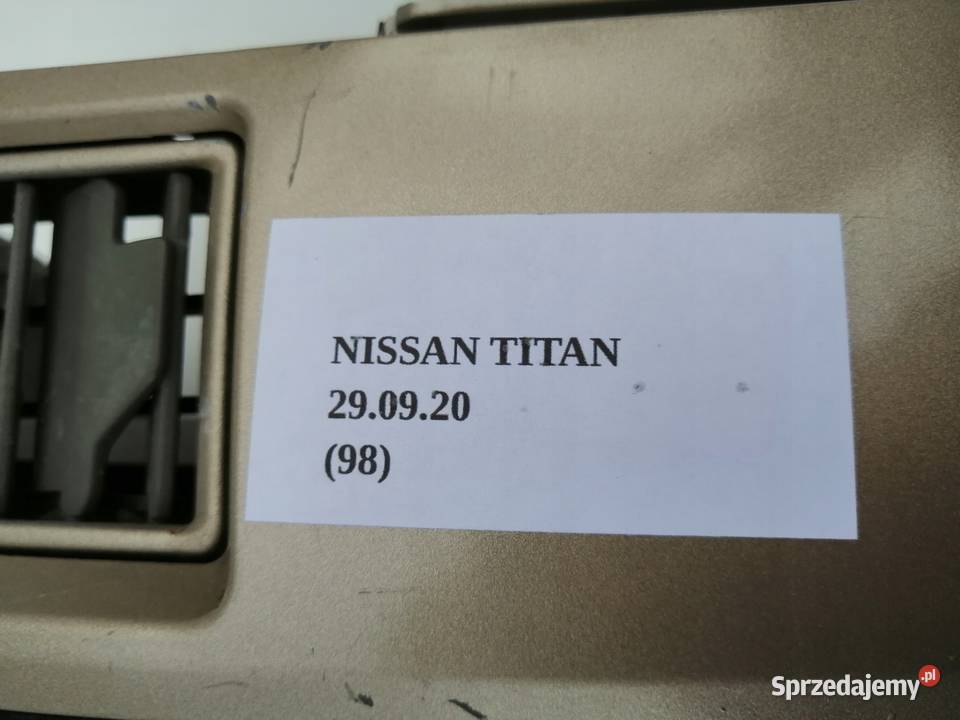 NISSAN TITAN
29.09.20
(98)
Sprzedajemy.pl